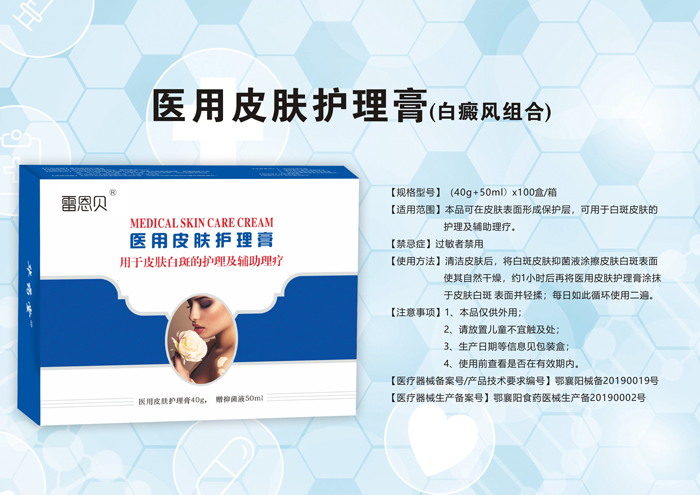 医用皮肤护理膏(白癜风组合)
雷恩贝®
MEDICAL SKIN CARE CREAM
医用皮肤护理膏
用于皮肤白斑的护理及辅助理疗
医用皮肤护理膏40g, 赠抑菌液50ml
【规格型号】 (40g+50ml) x100盒/箱
【适用范围】本品可在皮肤表面形成保护层，可用于白斑皮肤的
护理及辅助理疗。
【禁忌症】过敏者禁用
【使用方法】清洁皮肤后，将白斑皮肤抑菌液涂擦皮肤白斑表面
使其自然干燥，约1小时后再将医用皮肤护理膏涂抹
于皮肤白斑 表面并轻揉；每日如此循环使用二遍。
【注意事项】1、本品仅供外用；
2、请放置儿童不宜触及处；
3、生产日期等信息见包装盒；
4、使用前查看是否在有效期内。
【医疗器械备案号/产品技术要求编号】鄂襄阳械备20190019号
【医疗器械生产备案号】鄂襄阳食药医械生产备20190002号